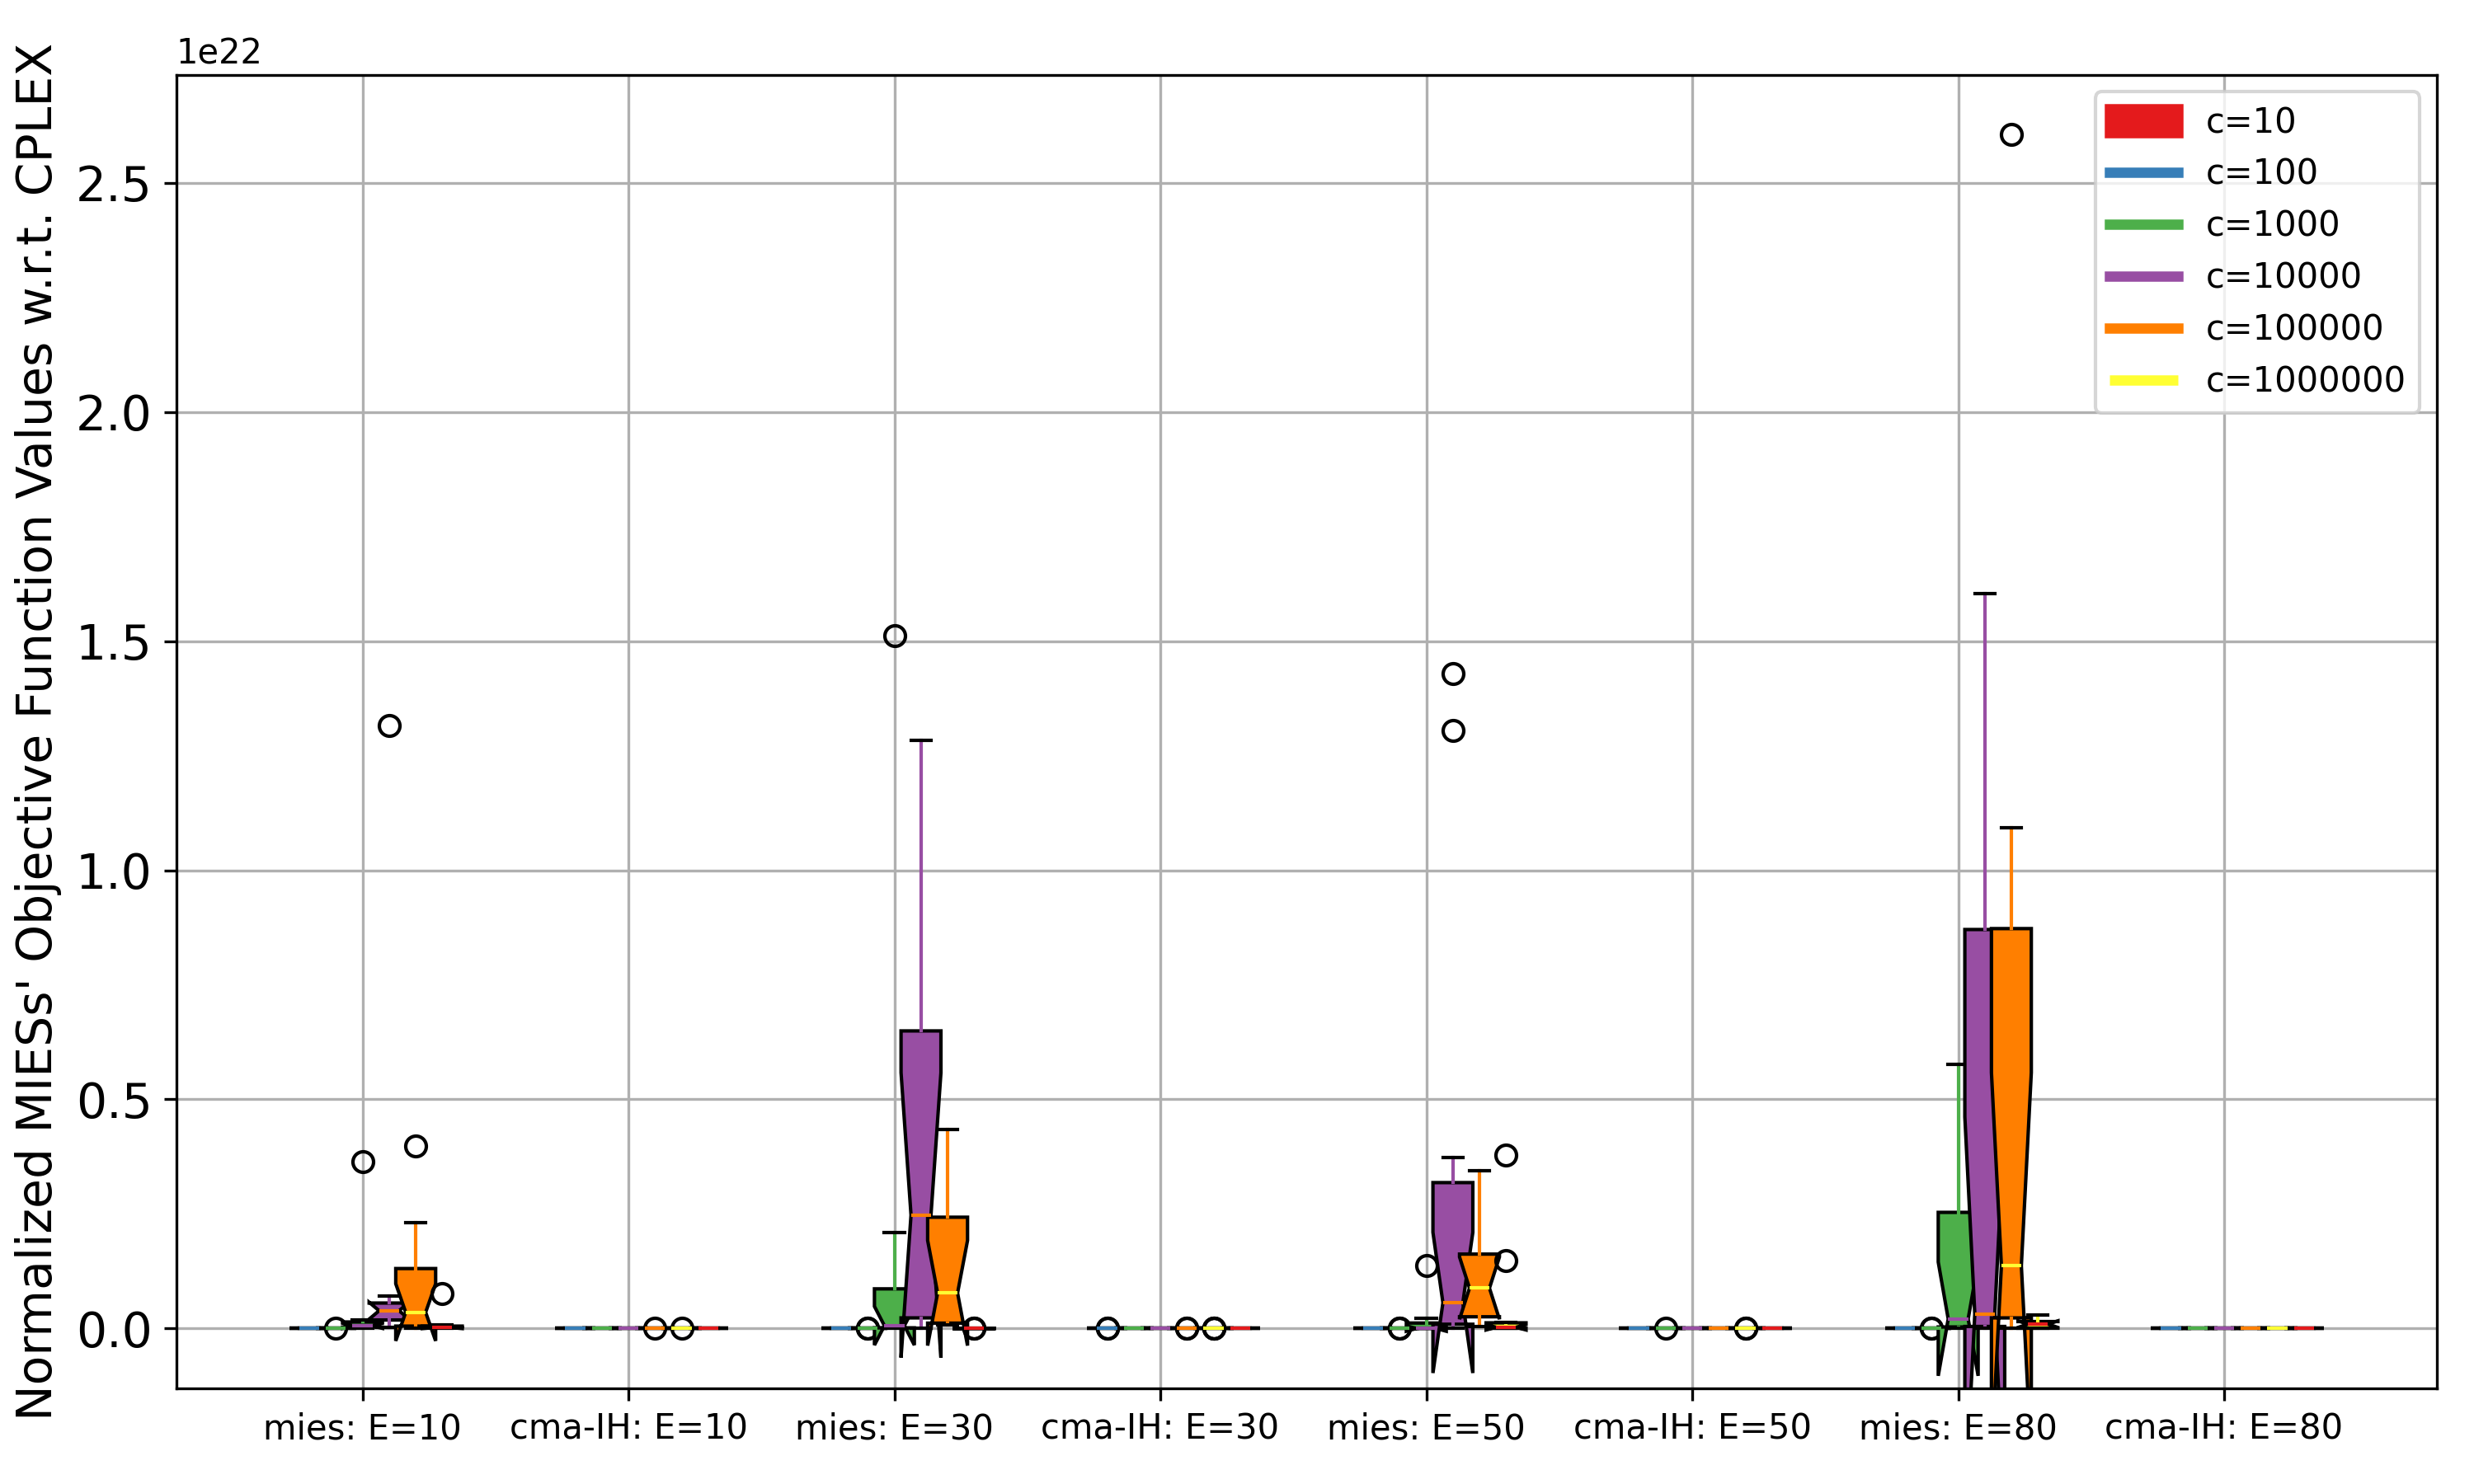 1e22
Normalized MIESs' Objective Function Values w.r.t. CPLEX
2.5
2.0
1.5
1.0
0.5
0.0
c=10
c=100
c=1000
c=10000
c=100000
c=1000000
mies: E=10
cma-IH: E=10
mies: E=30
cma-IH: E=30
mies: E=50
cma-IH: E=50
mies: E=80
cma-IH: E=80